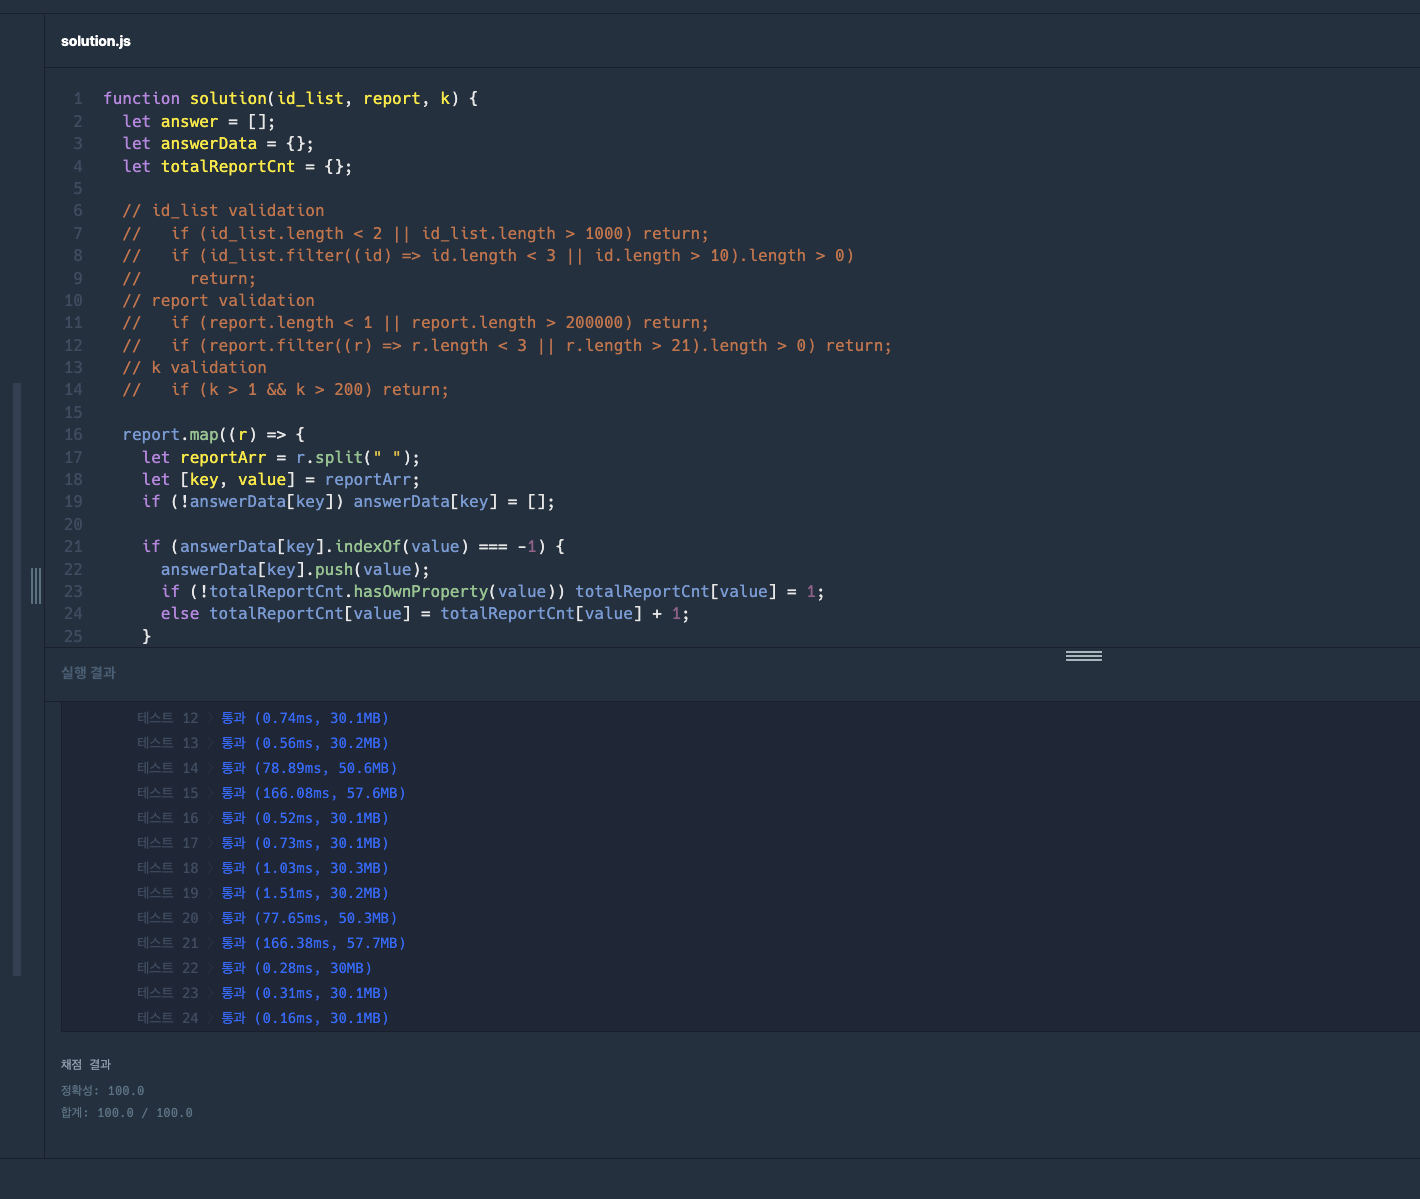 solution.js
1 function solution(id_list, report, k) {
2 let answer = [];
3 let answerData = {};
4 let totalReportCnt = {};
5
6 // id_list validation
7 //   if (id_list.length < 2 || id_list.length > 1000) return;
8 //   if (id_list.filter((id) => id.length < 3 || id.length > 10).length > 0)
9 //     return;
10 // report validation
11 //   if (report.length < 1 || report.length > 200000) return;
12 //   if (report.filter((r) => r.length < 3 || r.length > 21).length > 0) return;
13 // k validation
14 //   if (k > 1 && k > 200) return;
15
16 report.map((r) => {
17 let reportArr = r.split(" ");
18 let [key, value] = reportArr;
19 if (!answerData[key]) answerData[key] = [];
20
21 if (answerData[key].indexOf(value) === -1) {
22 answerData[key].push(value);
23 if (!totalReportCnt.hasOwnProperty(value)) totalReportCnt[value] = 1;
24 else totalReportCnt[value] = totalReportCnt[value] + 1;
25 }
실행 결과
테스트 12 〉 통과 (0.74ms, 30.1MB)
테스트 13 〉 통과 (0.56ms, 30.2MB)
테스트 14 〉 통과 (78.89ms, 50.6MB)
테스트 15 〉 통과 (166.08ms, 57.6MB)
테스트 16 〉 통과 (0.52ms, 30.1MB)
테스트 17 〉 통과 (0.73ms, 30.1MB)
테스트 18 〉 통과 (1.03ms, 30.3MB)
테스트 19 〉 통과 (1.51ms, 30.2MB)
테스트 20 〉 통과 (77.65ms, 50.3MB)
테스트 21 〉 통과 (166.38ms, 57.7MB)
테스트 22 〉 통과 (0.28ms, 30MB)
테스트 23 〉 통과 (0.31ms, 30.1MB)
테스트 24 〉 통과 (0.16ms, 30.1MB)
채점 결과
정확성: 100.0
합계: 100.0 / 100.0